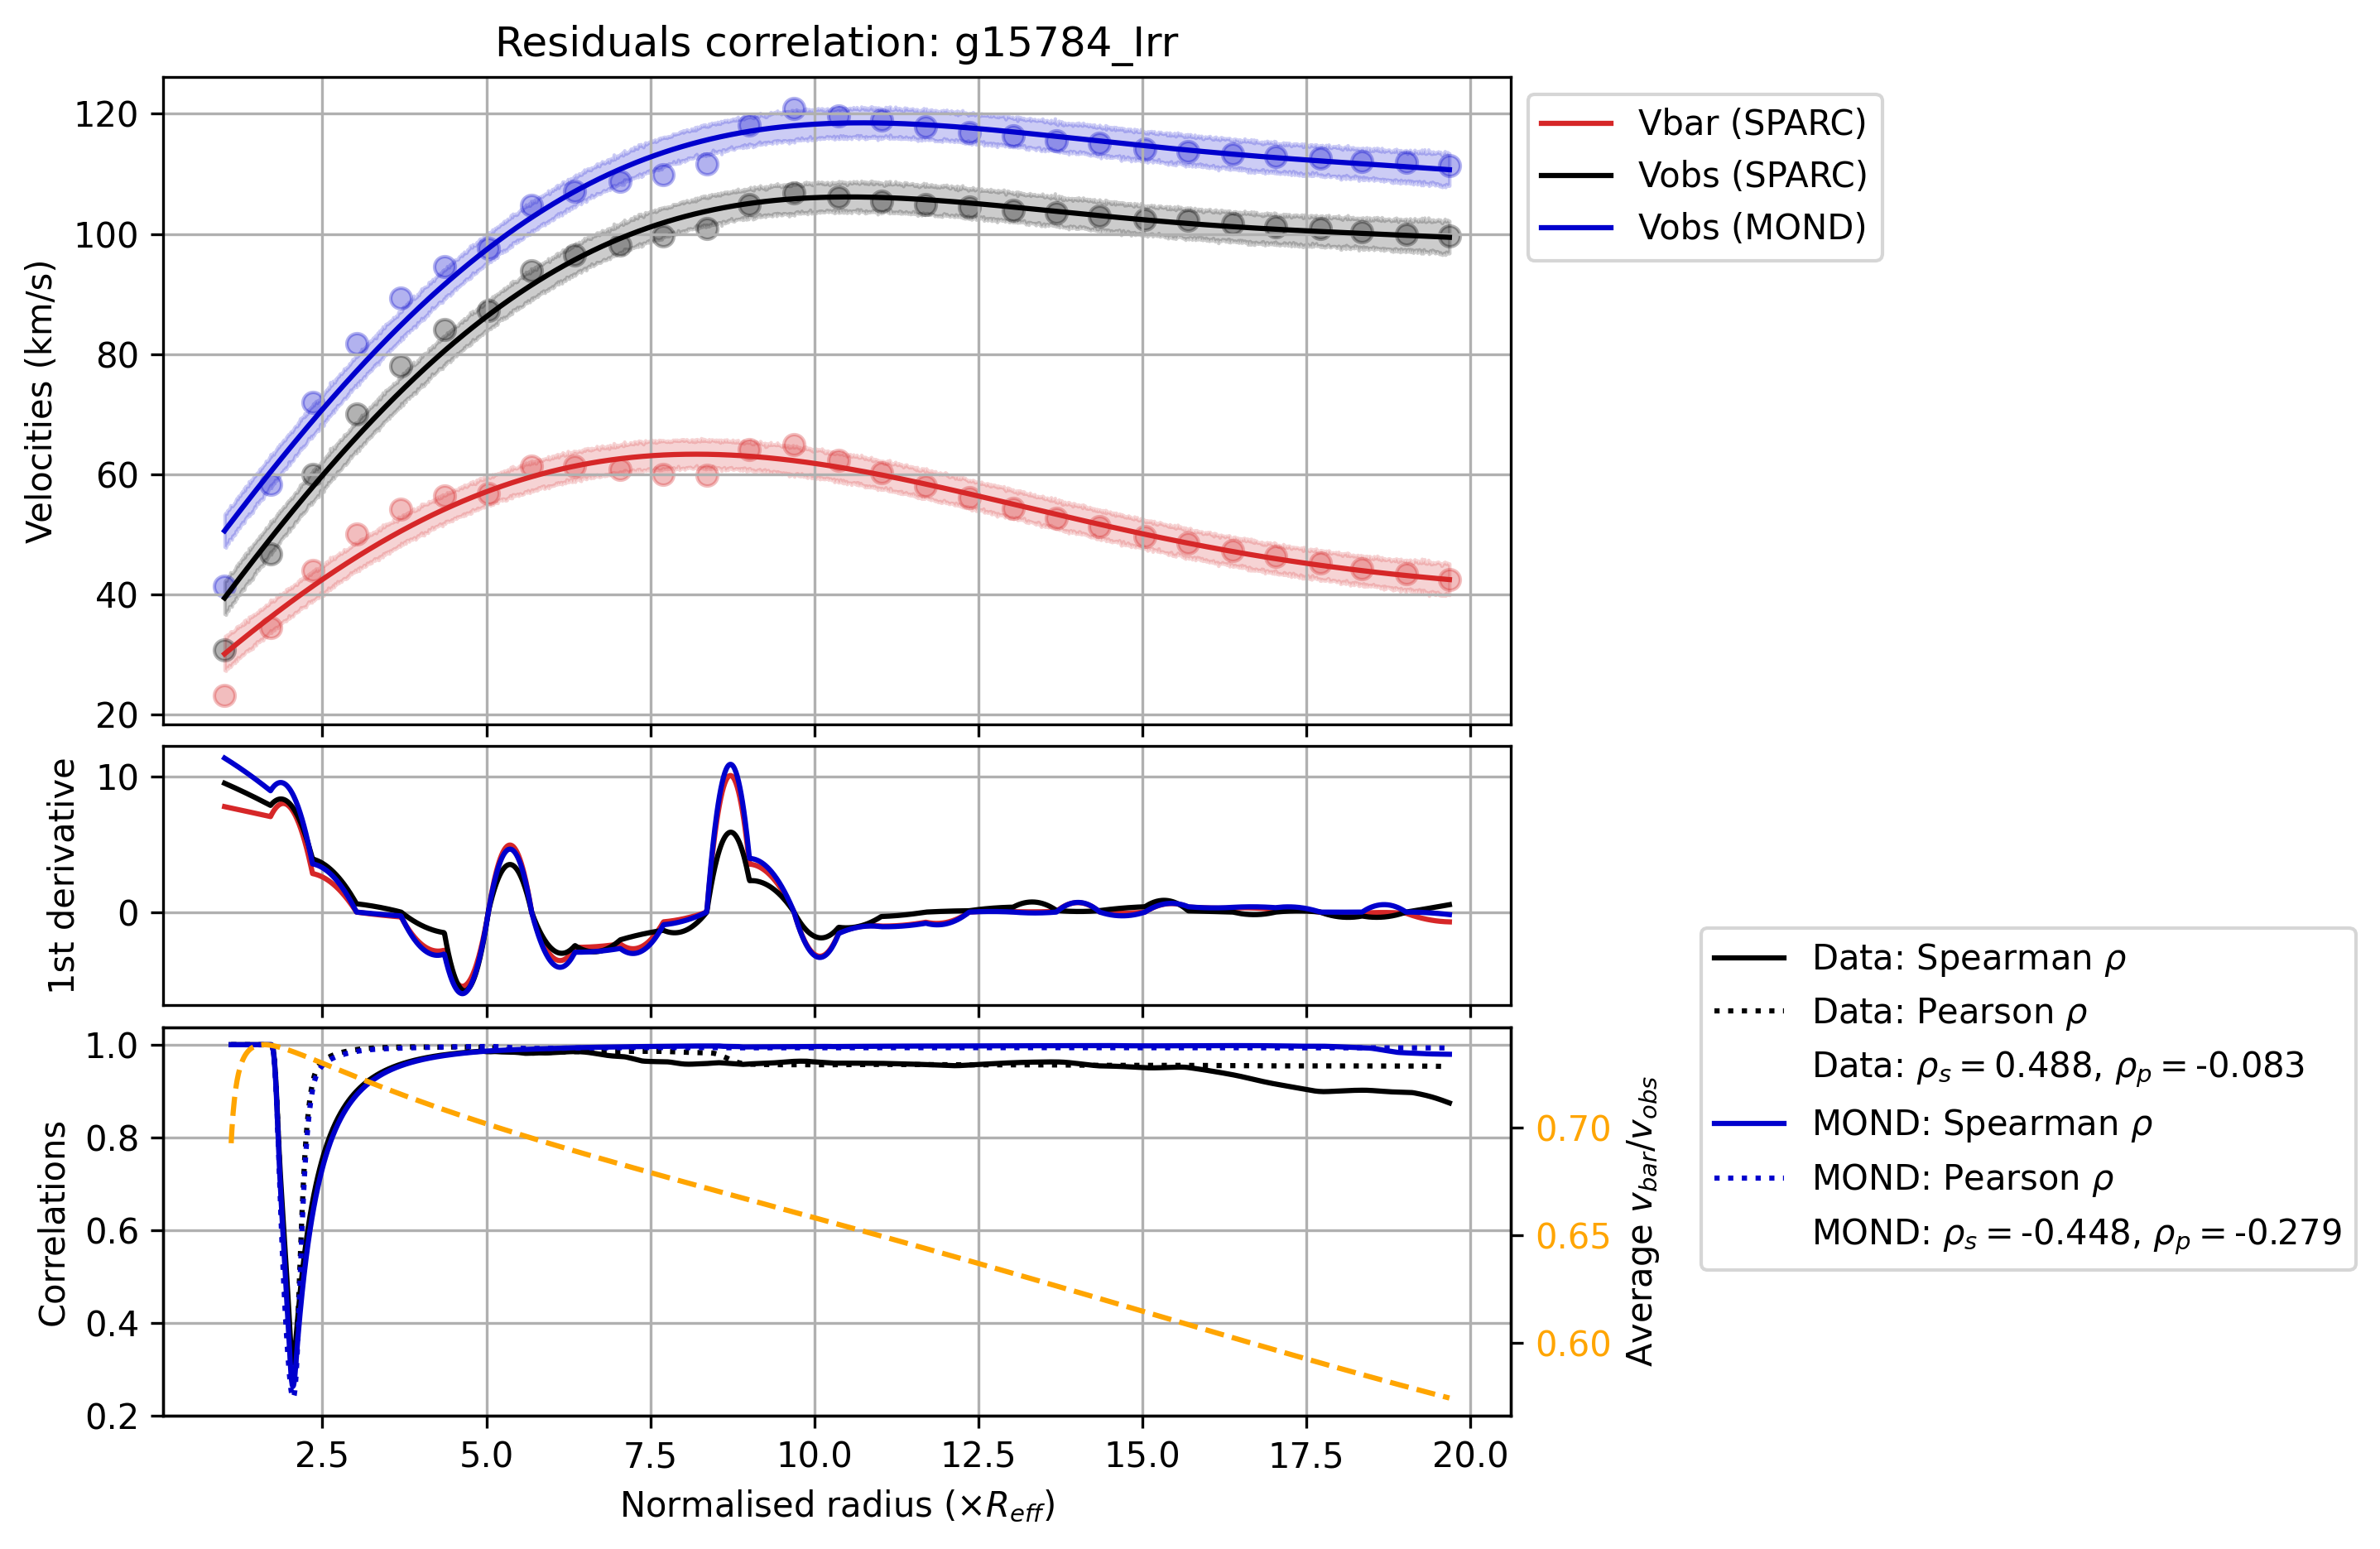 Residuals correlation: g15784_Irr
120
100
80
60
40
20
Velocities (km/s)
Vbar (SPARC)
Vobs (SPARC)
Vobs (MOND)
10
0
1st derivative
1.0
0.8
0.6
0.4
0.2
Correlations
0.70
0.65
0.60
Average v_bar/v_obs
Data: Spearman ρ
Data: Pearson ρ
Data: ρ_s = 0.488, ρ_p = -0.083
MOND: Spearman ρ
MOND: Pearson ρ
MOND: ρ_s = -0.448, ρ_p = -0.279
2.5 5.0 7.5 10.0 12.5 15.0 17.5 20.0
Normalised radius (×R_eff)